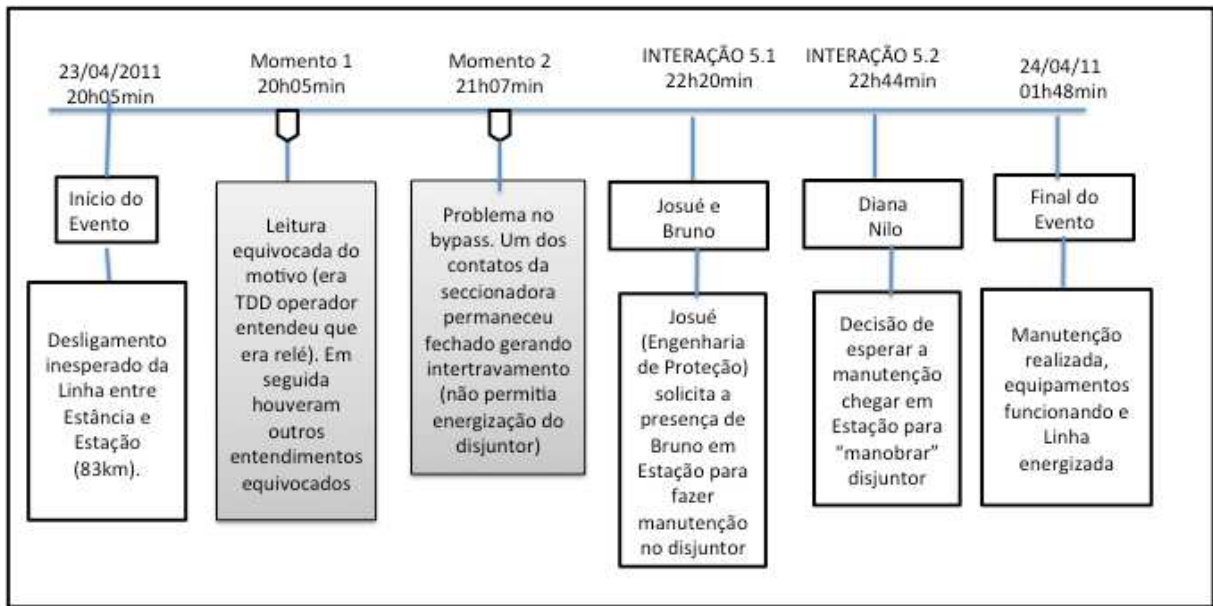 23/04/2011
20h05min
Momento 1
20h05min
Momento 2
21h07min
INTERAÇÃO 5.1
22h20min
INTERAÇÃO 5.2
22h44min
24/04/11
01h48min
Início do
Evento
Desligamento
inesperado da
Linha entre
Estância e
Estação
(83km).
Leitura
equivocada do
motivo (era
TDD operador
entendeu que
era relé). Em
seguida
houveram
outros
entendimentos
equivocados
Problema no
bypass. Um dos
contatos da
seccionadora
permaneceu
fechado gerando
intertravamento
(não permitia
energização do
disjuntor)
Josué e
Bruno
Josué
(Engenharia
de Proteção)
solicita a
presença de
Bruno em
Estação para
fazer
manutenção
no disjuntor
Diana
Nilo
Decisão de
esperar a
manutenção
chegar em
Estação para
“manobrar”
disjuntor
Final do
Evento
Manutenção
realizada,
equipamentos
funcionando e
Linha
energizada